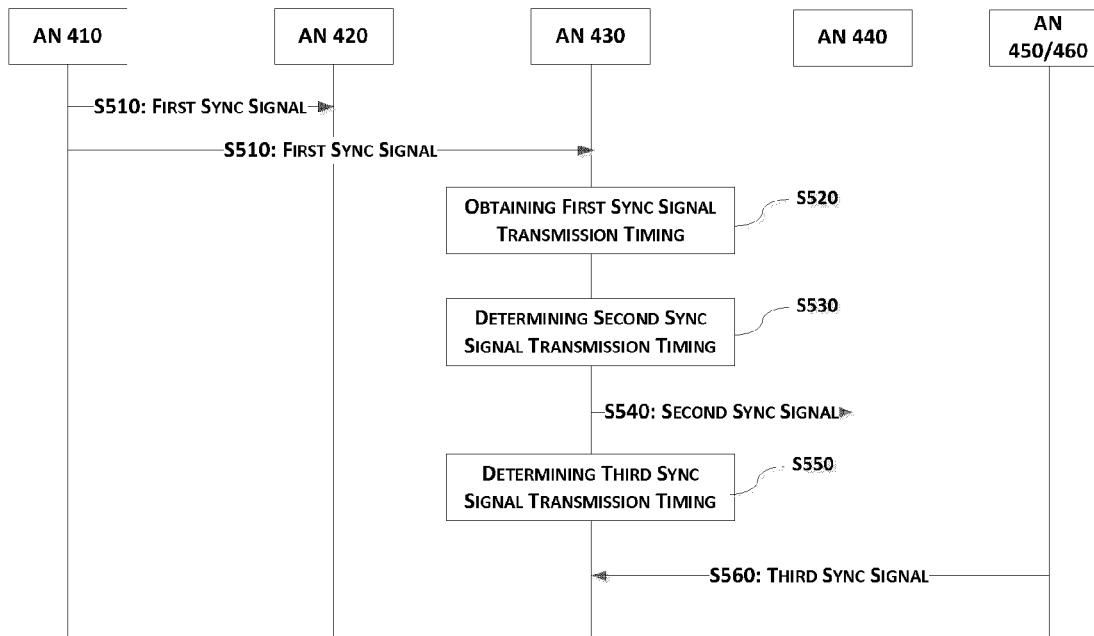 AN 410
AN 420
AN 430
AN 440
AN
450/460
S510: FIRST SYNC SIGNAL
S510: FIRST SYNC SIGNAL
OBTAINING FIRST SYNC SIGNAL
TRANSMISSION TIMING
S520
DETERMINING SECOND SYNC
SIGNAL TRANSMISSION TIMING
S530
S540: SECOND SYNC SIGNAL
DETERMINING THIRD SYNC
SIGNAL TRANSMISSION TIMING
S550
S560: THIRD SYNC SIGNAL